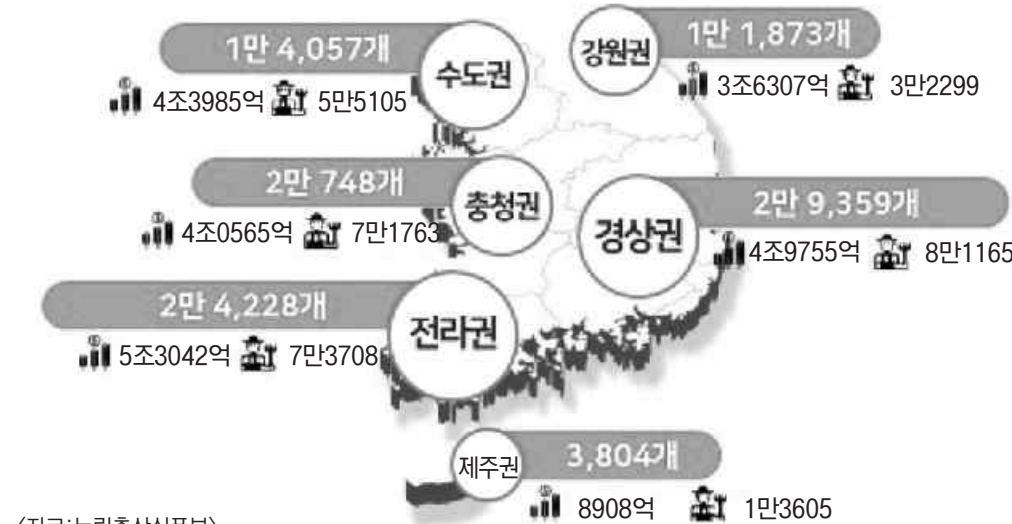 1만 4,057개
수도권
4조3985억 5만5105
강원권
1만 1,873개
3조6307억 3만2299
2만 748개
충청권
4조0565억 7만1763
경상권
2만 9,359개
4조9755억 8만1165
2만 4,228개
전라권
5조3042억 7만3708
제주권
3,804개
8908억 1만3605